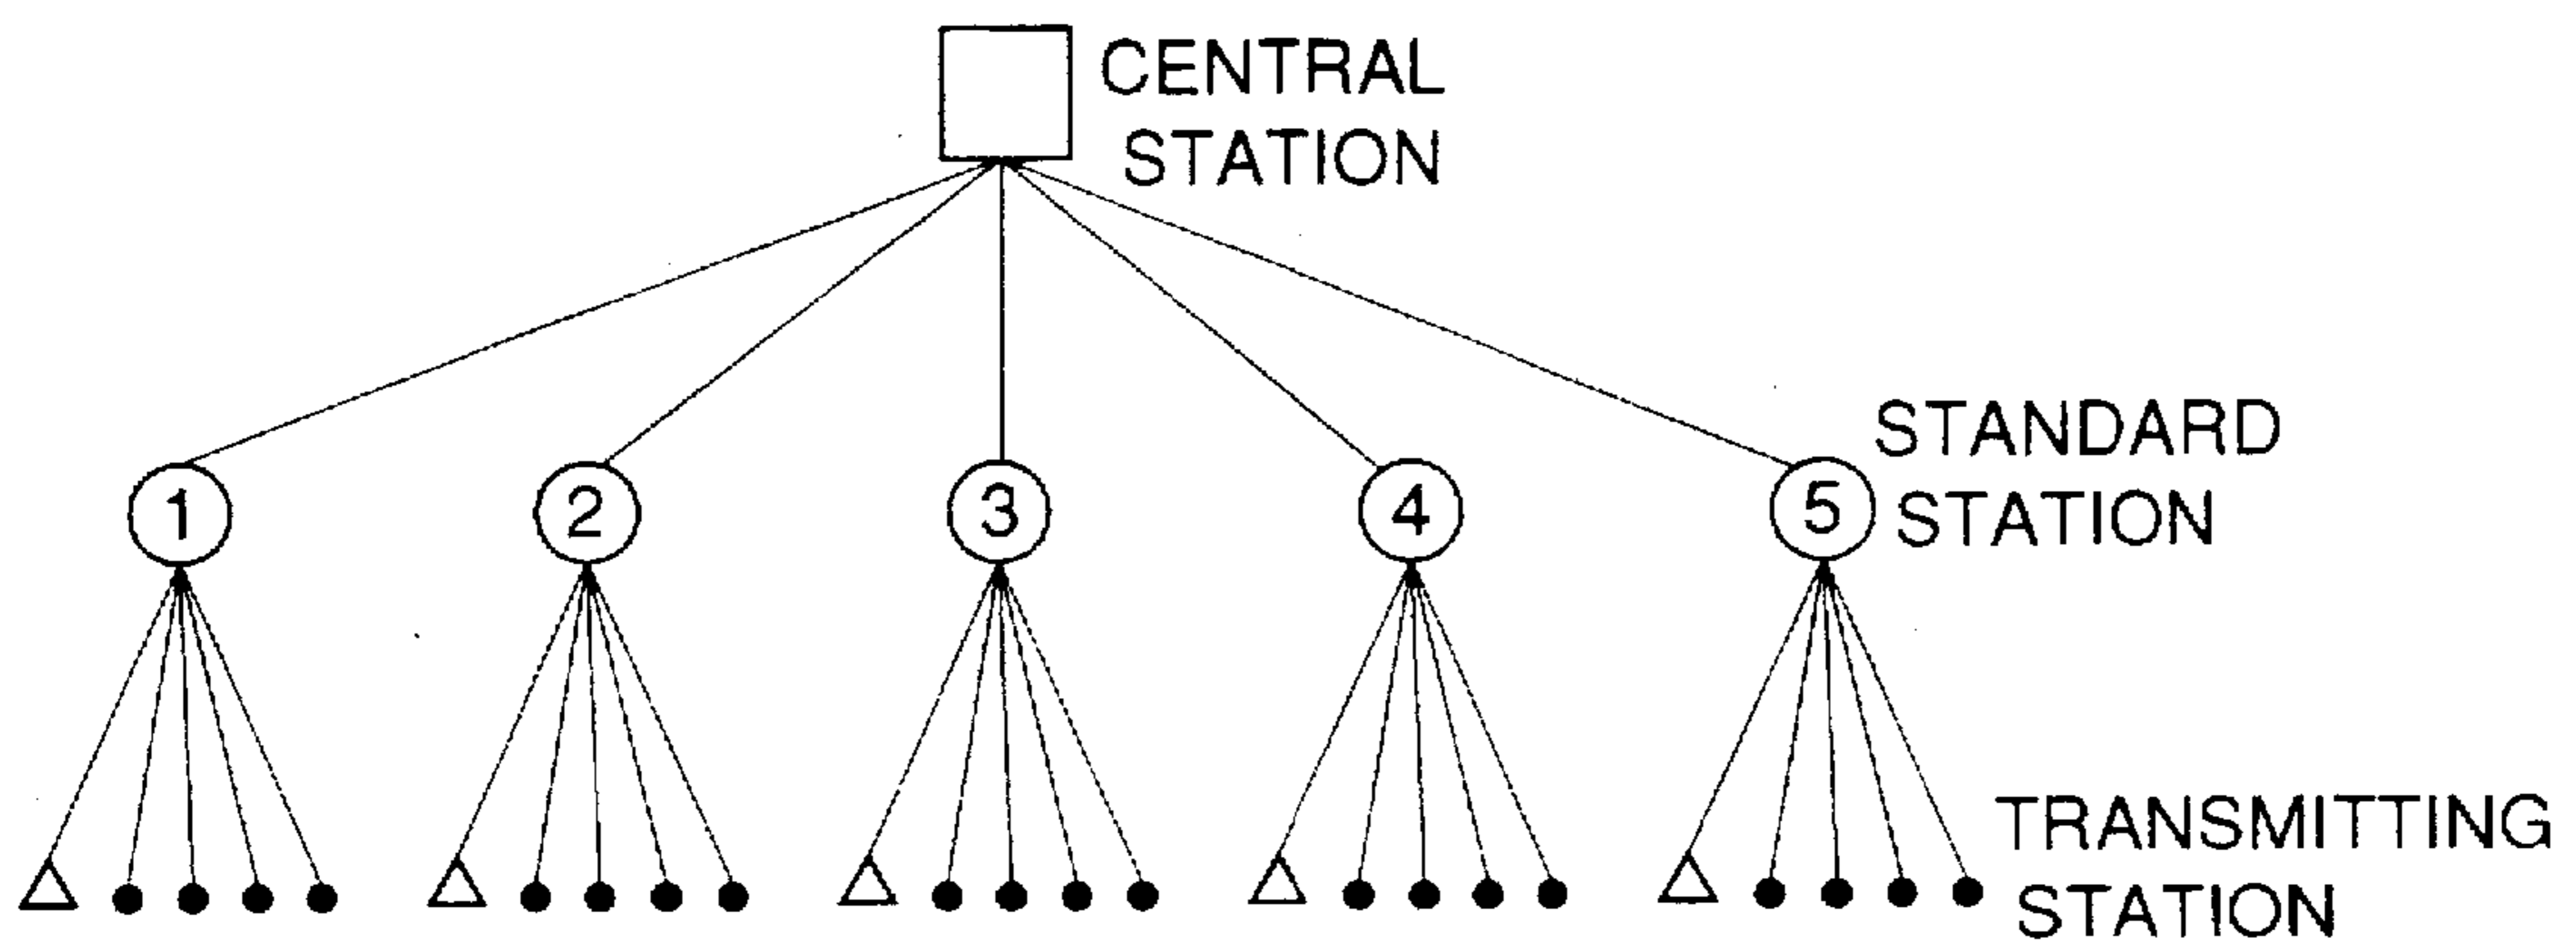 CENTRAL
STATION
1 2 3 4 5
STANDARD
STATION
TRANSMITTING
STATION